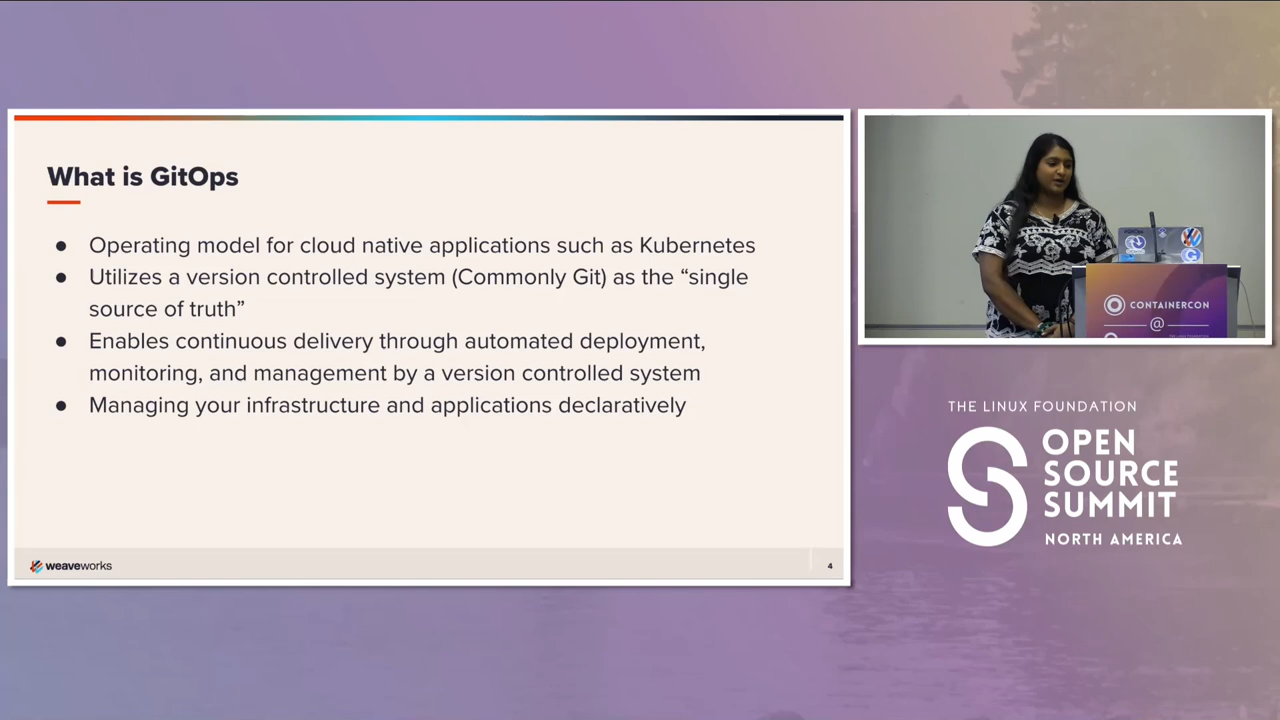 What is GitOps
● Operating model for cloud native applications such as Kubernetes
● Utilizes a version controlled system (Commonly Git) as the “single
source of truth”
● Enables continuous delivery through automated deployment,
monitoring, and management by a version controlled system
● Managing your infrastructure and applications declaratively
weaveworks
4
CONTAINERCON
@
THE LINUX FOUNDATION
OPEN
SOURCE
SUMMIT
NORTH AMERICA